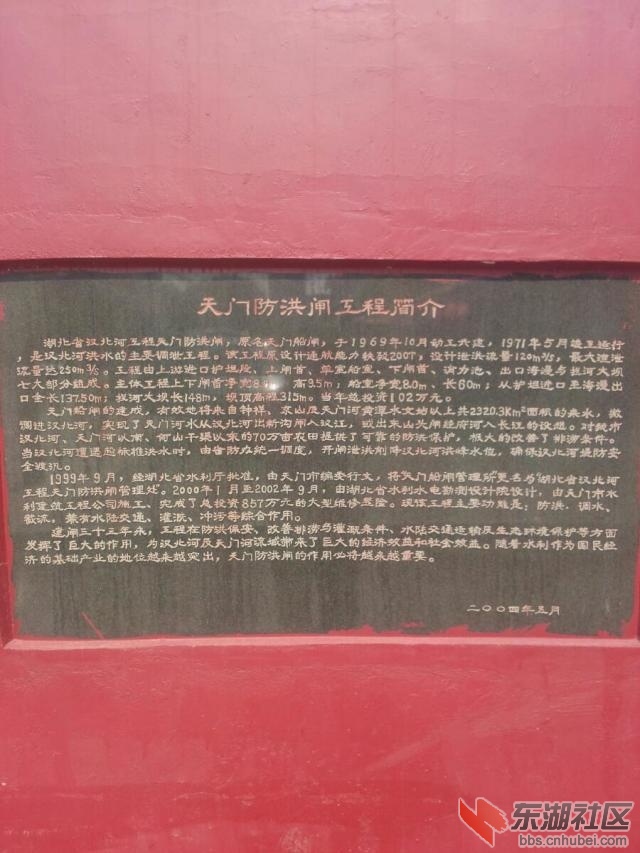 天门防洪闸工程简介
湖北省汉北河工程天门防洪闸，原名天门船闸，于1969年10月动工兴建，1971年5月竣工运行
，是汉北河洪水的主要调泄工程。该工程原设计通航能力铁驳200T，设计泄洪流量120m³/s，最大过泄
流量达250m³/s。工程由上游进口护坦段、上闸首、单室船室、下闸首、消力池、出口海漫与拦河大坝
七大部分组成。主体工程上下闸首净宽8.0m，高9.5m；船室净宽8.0m、长60m；从护坦进口至海漫出
口全长137.50m；拦河大坝长148m，坝顶高程31.5m。当年总投资102万元。
天门船闸的建成，有效地将来自钟祥、京山及天门河黄潭水文站以上共2320.3K㎡面积的来水，撇
调进汉北河，实现了天门河水从汉北河出新沟闸入汉江，或出东山头闸经府河入长江的设想。对就市
汉北河、天门河以南、何山干渠以东的70万亩农田提供了可靠的防洪保护，极大的改善了排涝条件。
当汉北河遭遇超标准洪水时，由省防办统一调度，开闸泄洪削降汉北河洪峰水位，确保汉北河堤防安
全渡汛。
1999年9月，经湖北省水利厅批准，由天门市编委行文，将“天门船闸管理所”更名为“湖北省汉北河
工程天门防洪闸管理处”。2000年1月至2002年9月，由湖北省水利水电勘测设计院设计，由天门市水
利建筑工程公司施工，完成了总投资857万元的大型维修整险。现该工程主要功能是：防洪、调水、
截流，兼有水陆交通、灌溉、冲污等综合作用。
建闸三十三年来，工程在防洪保安、改善排涝与灌溉条件、水陆交通运输及生态环境保护等方面
发挥了巨大的作用，为汉北河及天门河流域带来了巨大的经济效益和社会效益。随着水利作为国民经
济的基础产业的地位越来越突出，天门防洪闸的作用必将越来越重要。
二〇〇四年五月
东湖社区
bbs.cnhubei.com